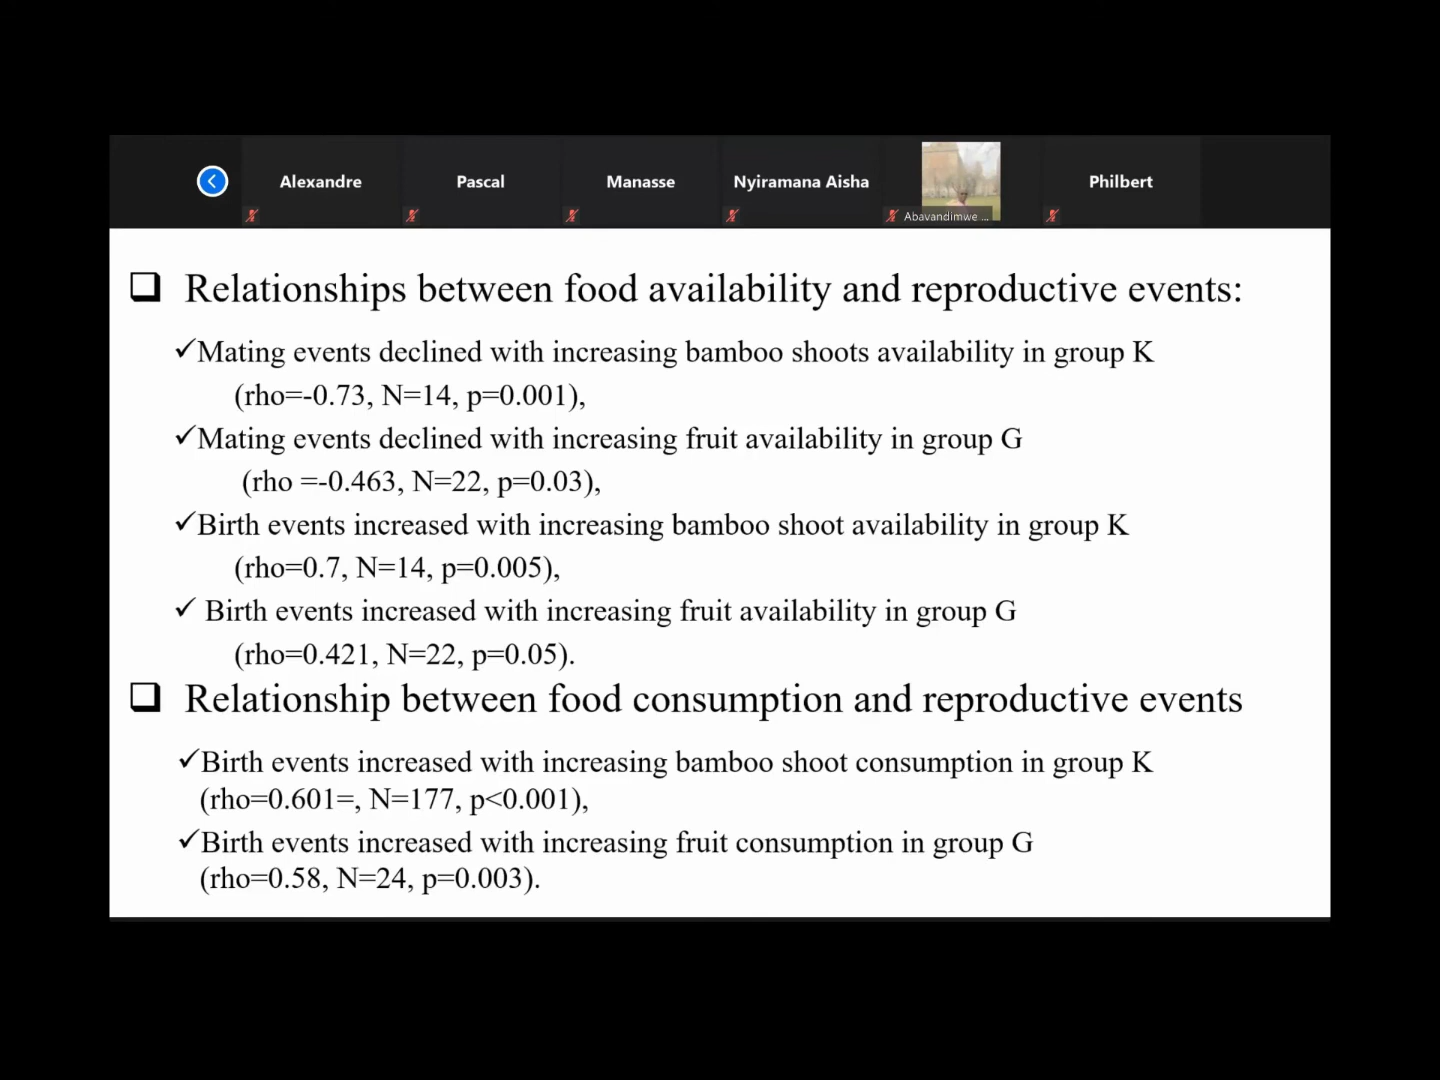 Alexandre
Pascal
Manasse
Nyiramana Aisha
Abavandimwe ...
Philbert
Relationships between food availability and reproductive events:
Mating events declined with increasing bamboo shoots availability in group K
(rho=-0.73, N=14, p=0.001),
Mating events declined with increasing fruit availability in group G
(rho =-0.463, N=22, p=0.03),
Birth events increased with increasing bamboo shoot availability in group K
(rho=0.7, N=14, p=0.005),
Birth events increased with increasing fruit availability in group G
(rho=0.421, N=22, p=0.05).
Relationship between food consumption and reproductive events
Birth events increased with increasing bamboo shoot consumption in group K
(rho=0.601=, N=177, p<0.001),
Birth events increased with increasing fruit consumption in group G
(rho=0.58, N=24, p=0.003).